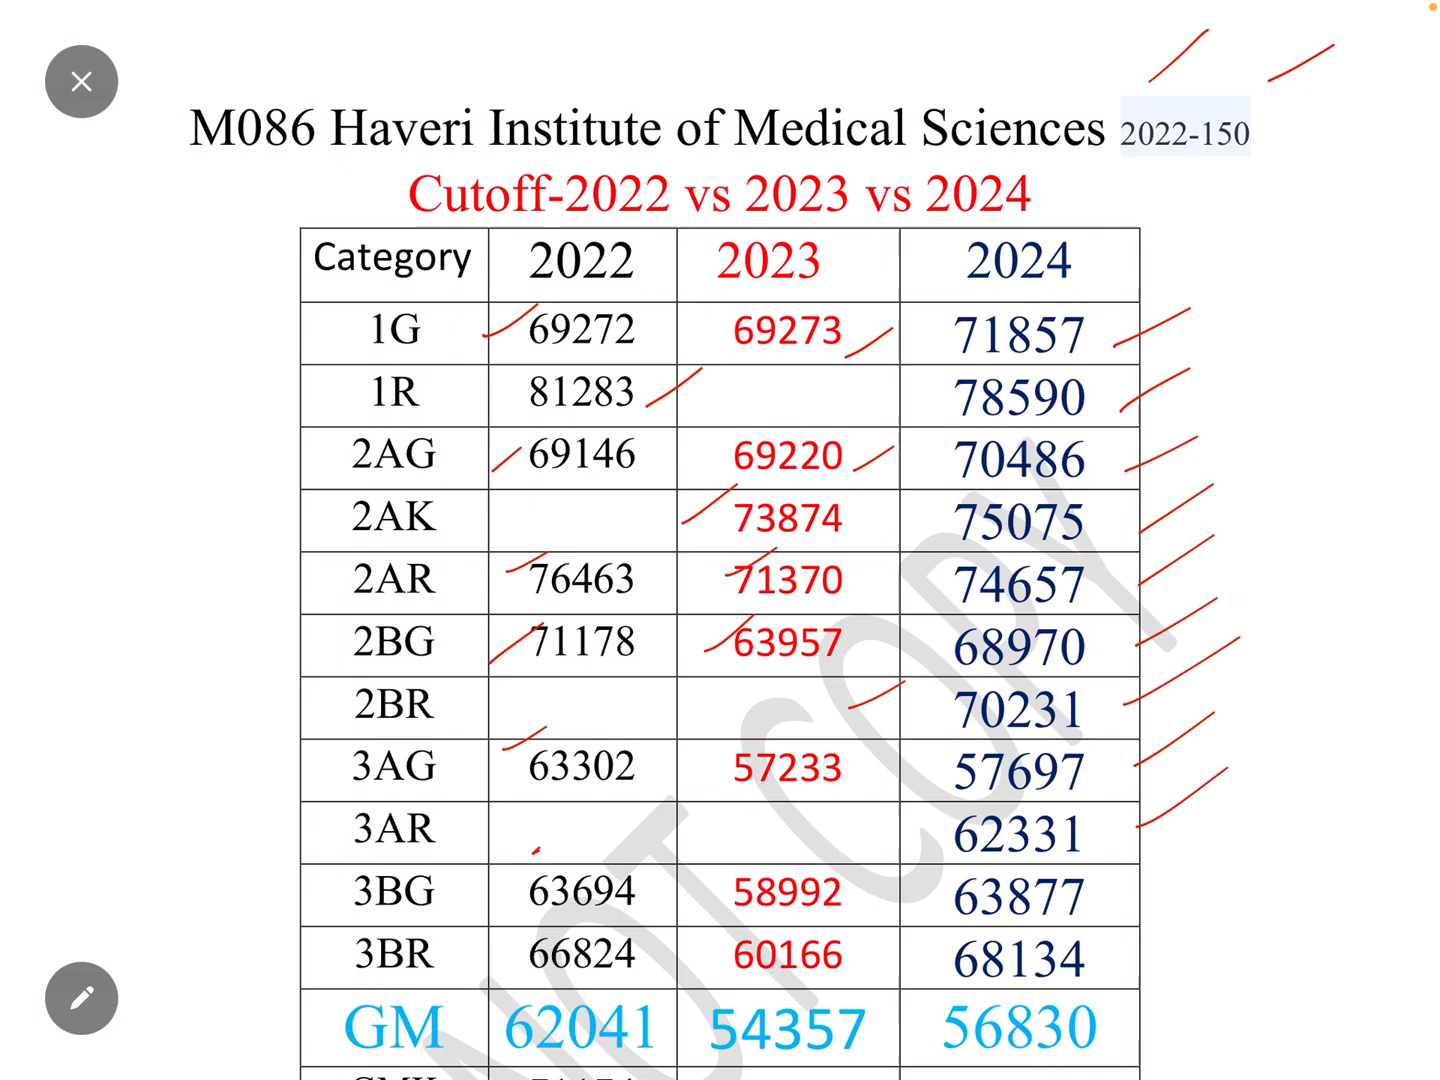 M086 Haveri Institute of Medical Sciences 2022-150
Cutoff-2022 vs 2023 vs 2024
Category 2022 2023 2024
1G 69272 69273 71857
1R 81283 78590
2AG 69146 69220 70486
2AK 73874 75075
2AR 76463 71370 74657
2BG 71178 63957 68970
2BR 70231
3AG 63302 57233 57697
3AR 62331
3BG 63694 58992 63877
3BR 66824 60166 68134
GM 62041 54357 56830
NOT COPY